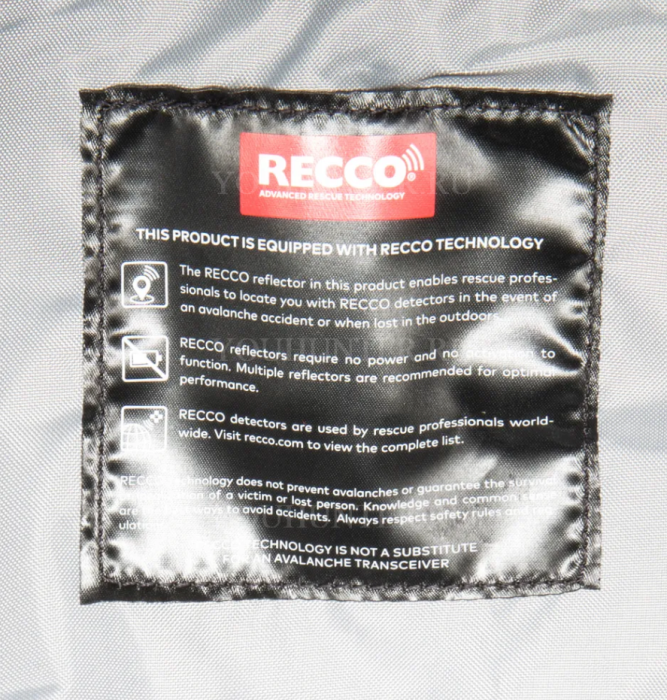 RECCO®
ADVANCED RESCUE TECHNOLOGY
THIS PRODUCT IS EQUIPPED WITH RECCO TECHNOLOGY
The RECCO reflector in this product enables rescue profes-
sionals to locate you with RECCO detectors in the event of
an avalanche accident or when lost in the outdoors
RECCO reflectors require no power and no activation to
function. Multiple reflectors are recommended for optimal
performance.
RECCO detectors are used by rescue professionals world-
wide. Visit recco.com to view the complete list.
RECCO technology does not prevent avalanches or guarantee the survival
of a victim or lost person. Knowledge and common sense
are ways to avoid accidents. Always respect safety rules and reg-
ulations
TECHNOLOGY IS NOT A SUBSTITUTE
FOR AN AVALANCHE TRANSCEIVER